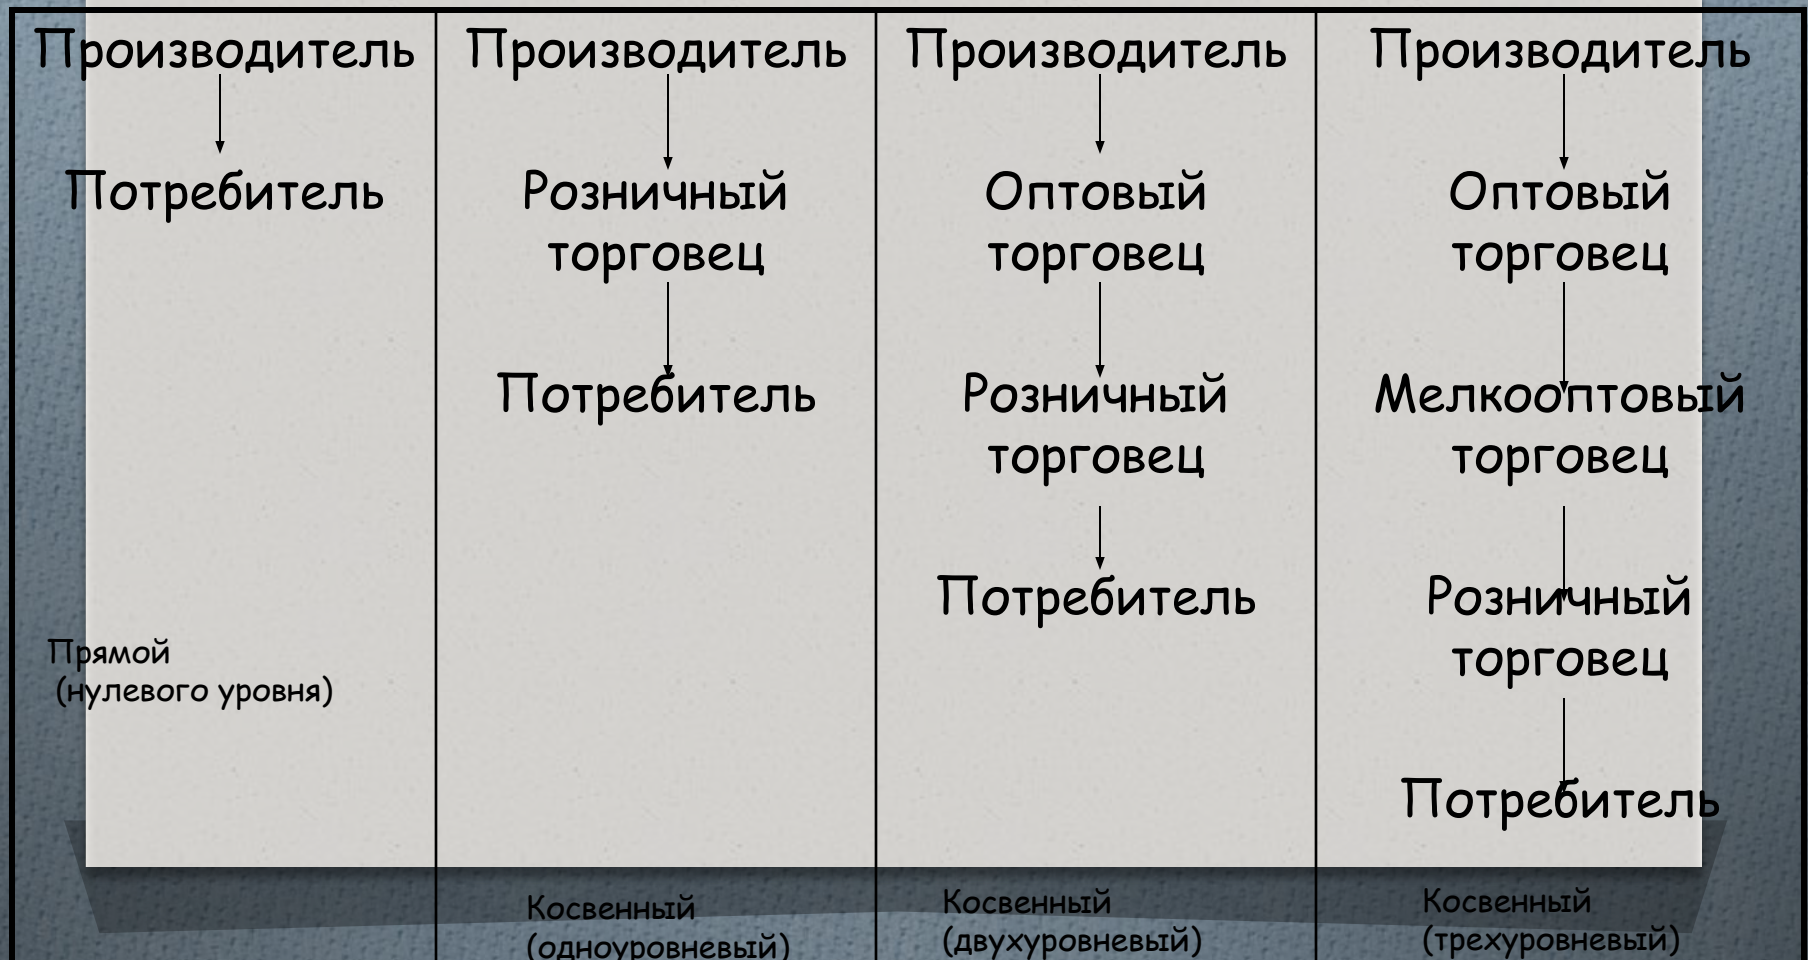 Производитель
Потребитель
Прямой
(нулевого уровня)
Производитель
Розничный
торговец
Потребитель
Косвенный
(одноуровневый)
Производитель
Оптовый
торговец
Розничный
торговец
Потребитель
Косвенный
(двухуровневый)
Производитель
Оптовый
торговец
Мелкооптовый
торговец
Розничный
торговец
Потребитель
Косвенный
(трехуровневый)